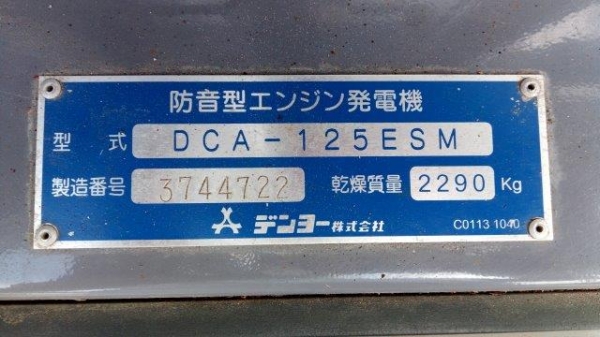 防音型エンジン発電機
型 式 DCA-125ESM
製造番号 3744722 乾燥質量 2290 Kg
デンヨー株式会社 C0113 1040